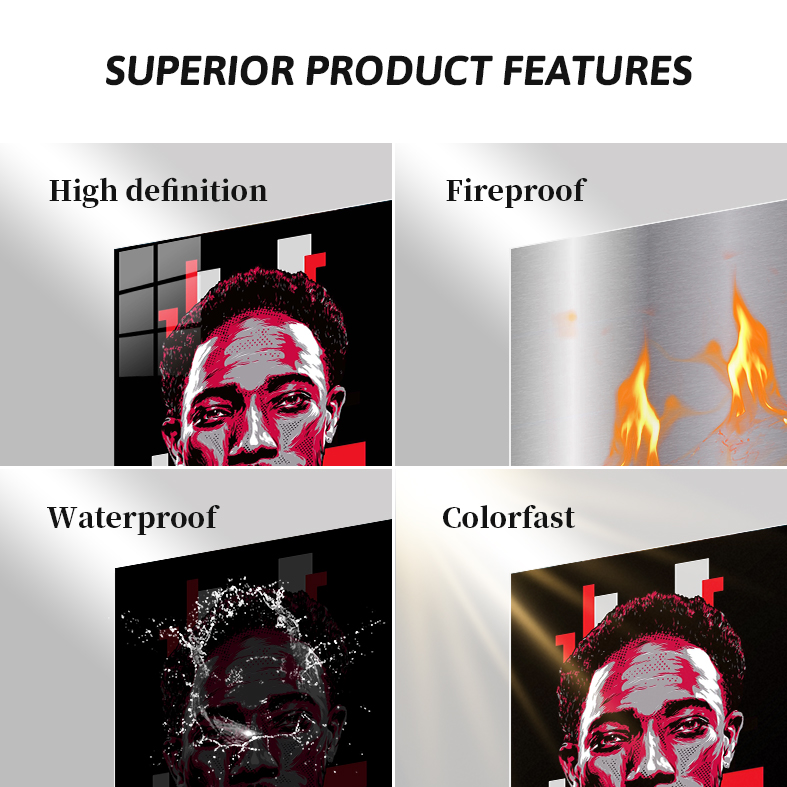 SUPERIOR PRODUCT FEATURES
High definition
Fireproof
Waterproof
Colorfast